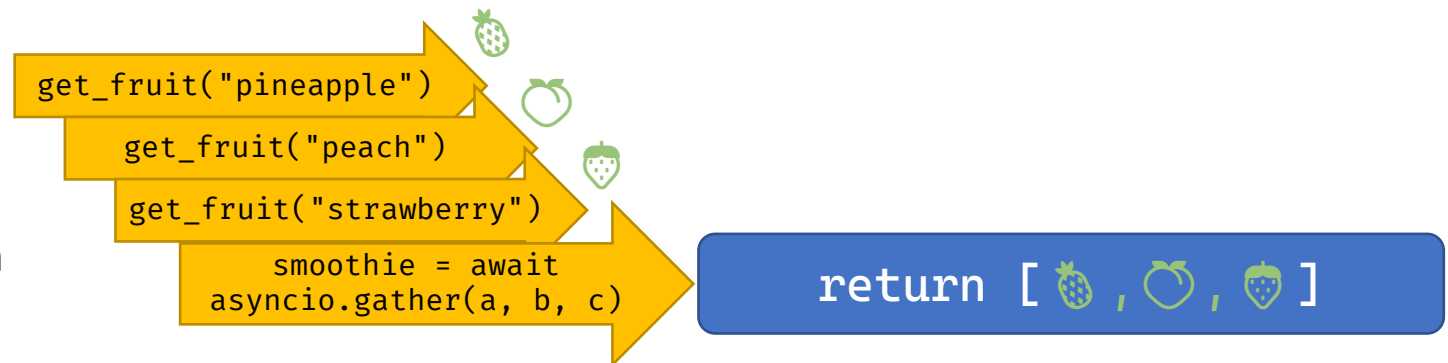 get_fruit("pineapple")
get_fruit("peach")
get_fruit("strawberry")
smoothie = await
asyncio.gather(a, b, c)
return [ , , ]